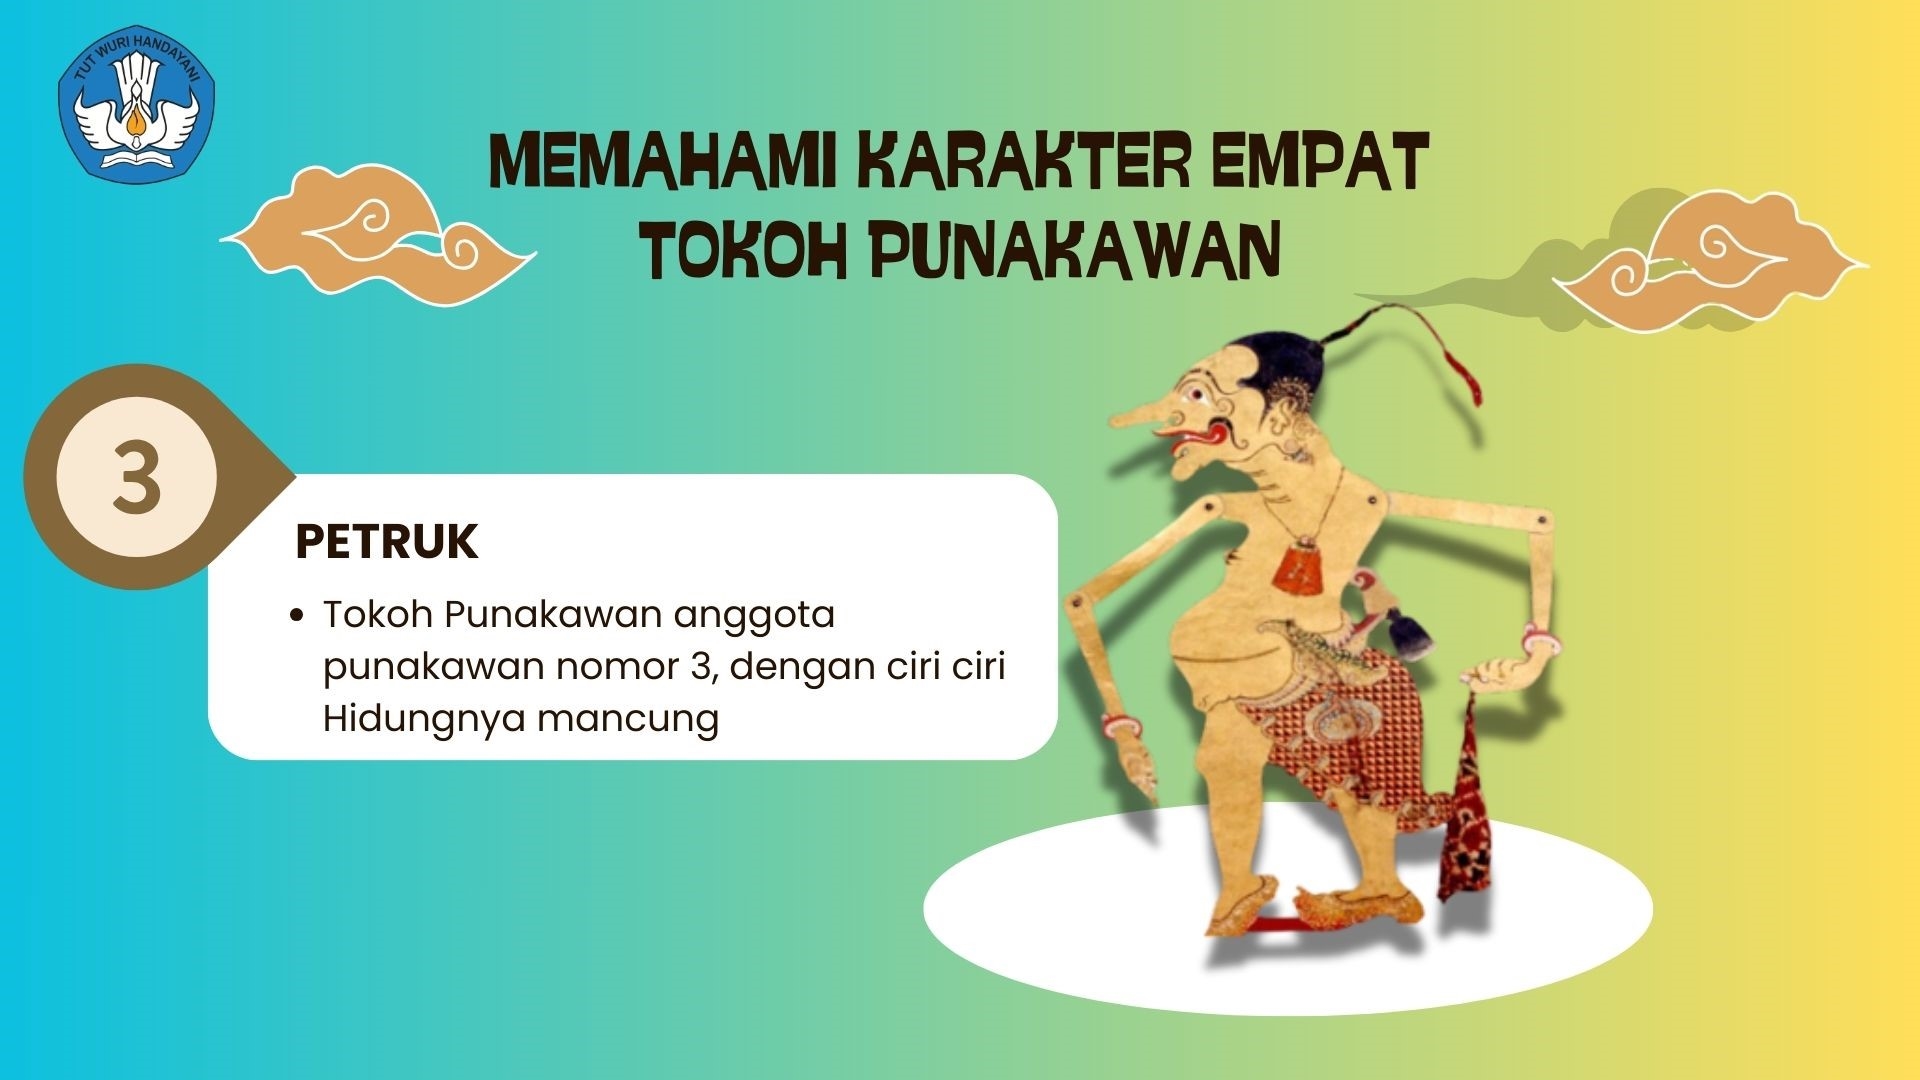 TUT WURI HANDAYANI
MEMAHAMI KARAKTER EMPAT
TOKOH PUNAKAWAN
3
PETRUK
• Tokoh Punakawan anggota
punakawan nomor 3, dengan ciri ciri
Hidungnya mancung